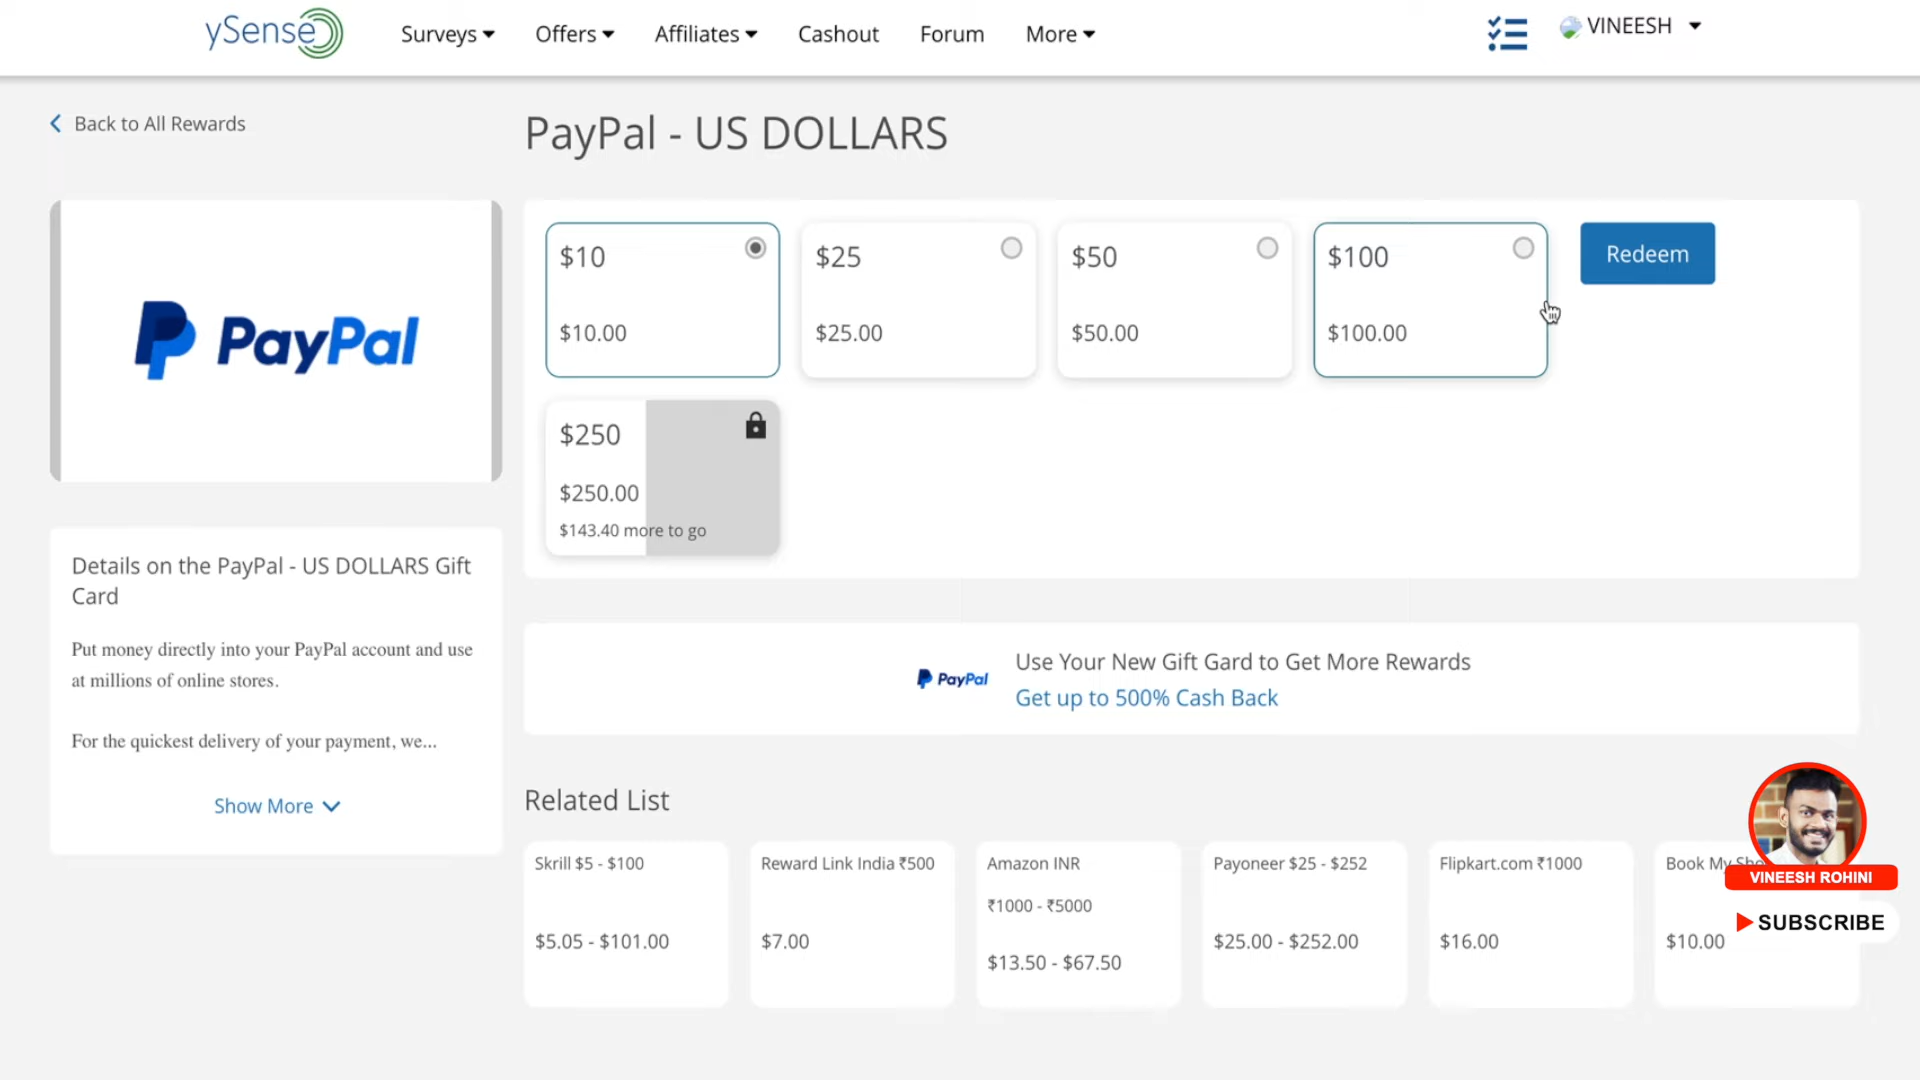 ySense
Surveys
Offers
Affiliates
Cashout
Forum
More
VINEESH
Back to All Rewards
PayPal - US DOLLARS
PayPal
$10
$10.00
$25
$25.00
$50
$50.00
$100
$100.00
Redeem
$250
$250.00
$143.40 more to go
Details on the PayPal - US DOLLARS Gift
Card
Put money directly into your PayPal account and use
at millions of online stores.
For the quickest delivery of your payment, we...
Show More
PayPal
Use Your New Gift Gard to Get More Rewards
Get up to 500% Cash Back
Related List
Skrill $5 - $100
$5.05 - $101.00
Reward Link India ₹500
$7.00
Amazon INR
₹1000 - ₹5000
$13.50 - $67.50
Payoneer $25 - $252
$25.00 - $252.00
Flipkart.com ₹1000
$16.00
Book My Sho
$10.00
VINEESH ROHINI
SUBSCRIBE